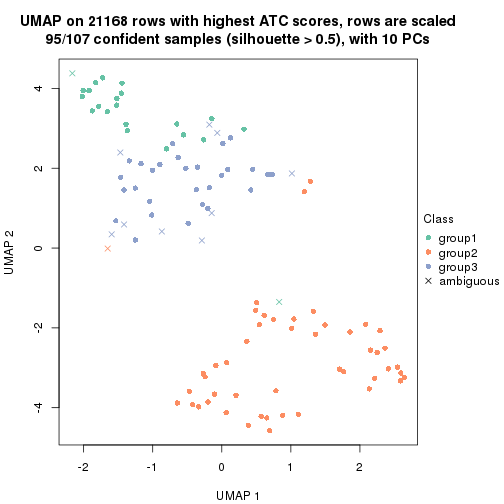 UMAP on 21168 rows with highest ATC scores, rows are scaled
95/107 confident samples (silhouette > 0.5), with 10 PCs
4
2
0
-2
-4
UMAP 2
-2
-1
0
1
2
UMAP 1
Class
group1
group2
group3
ambiguous